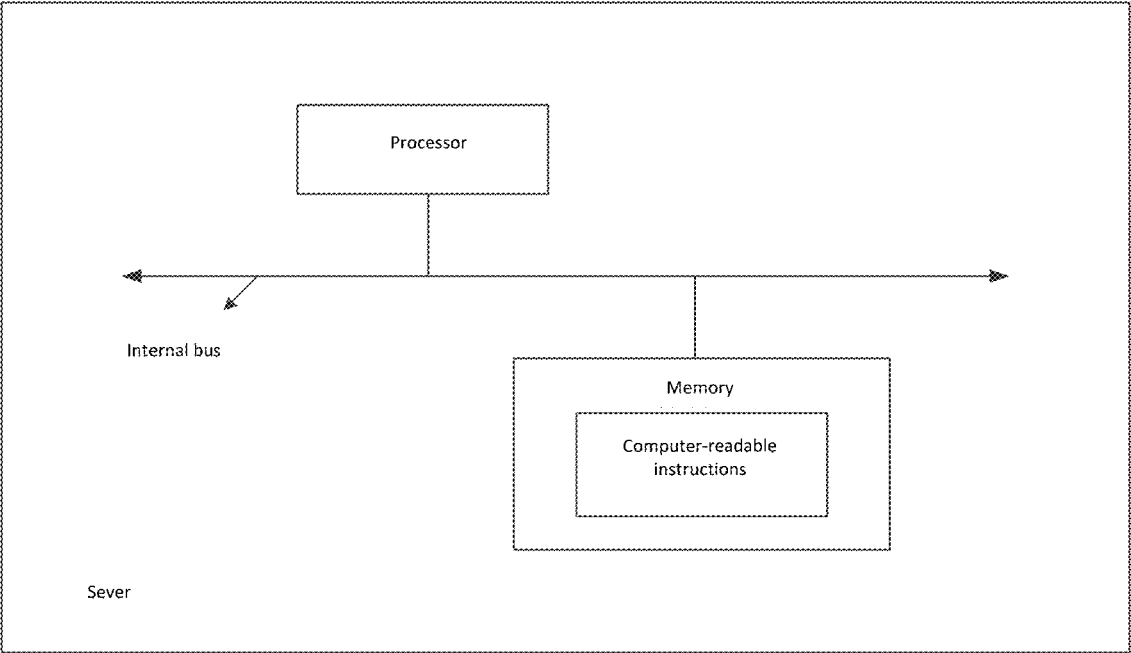 Processor
Internal bus
Memory
Computer-readable
instructions
Sever